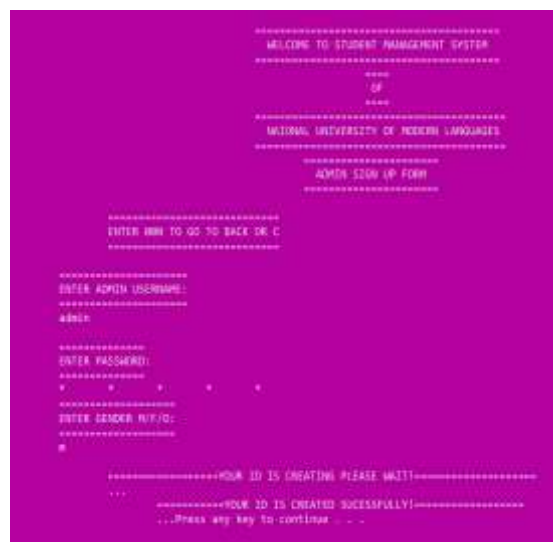 WELCOME TO STUDENT MANAGEMENT SYSTEM
OF
NATIONAL UNIVERSITY OF MODERN LANGUAGES
ADMIN SIGN UP FORM
ENTER TO GO TO BACK OR C
ENTER ADMIN USERNAME:
admin
ENTER PASSWORD:
* * * * *
ENTER GENDER M/F/O:
m
YOUR ID IS CREATING PLEASE WAIT!
...
YOUR ID IS CREATED SUCESSFULLY!
...Press any key to continue . . .